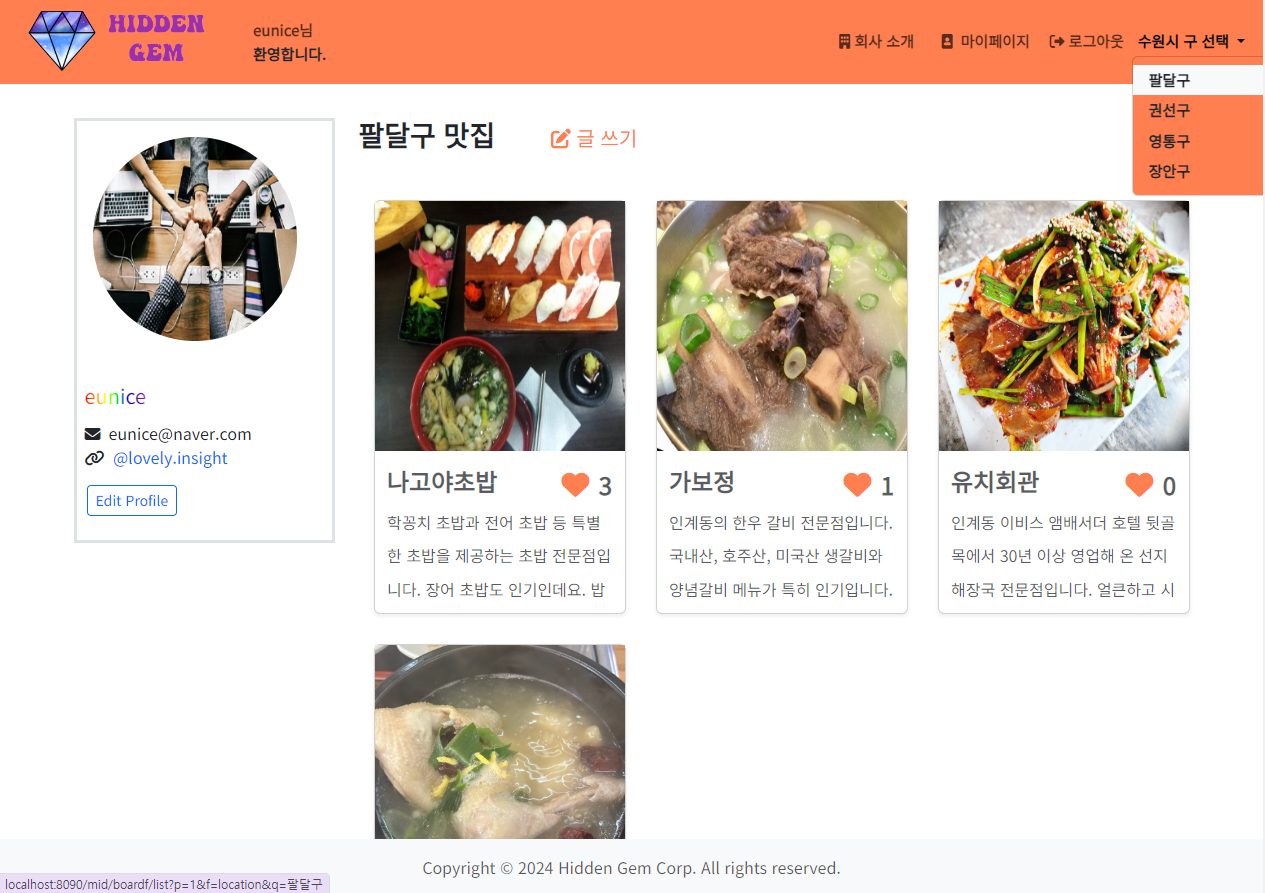 HIDDEN
GEM
eunice님
환영합니다.
회사 소개
마이페이지
로그아웃
수원시 구 선택
팔달구
권선구
영통구
장안구
eunice
eunice@naver.com
@lovely.insight
Edit Profile
팔달구 맛집
글 쓰기
나고야초밥 3
학꽁치 초밥과 전어 초밥 등 특별
한 초밥을 제공하는 초밥 전문점입
니다. 장어 초밥도 인기인데요. 밥
가보정 1
인계동의 한우 갈비 전문점입니다.
국내산, 호주산, 미국산 생갈비와
양념갈비 메뉴가 특히 인기입니다.
유치회관 0
인계동 이비스 앰배서더 호텔 뒷골
목에서 30년 이상 영업해 온 선지
해장국 전문점입니다. 얼큰하고 시
Copyright © 2024 Hidden Gem Corp. All rights reserved.
localhost:8090/mid/boardf/list?p=1&f=location&q=팔달구